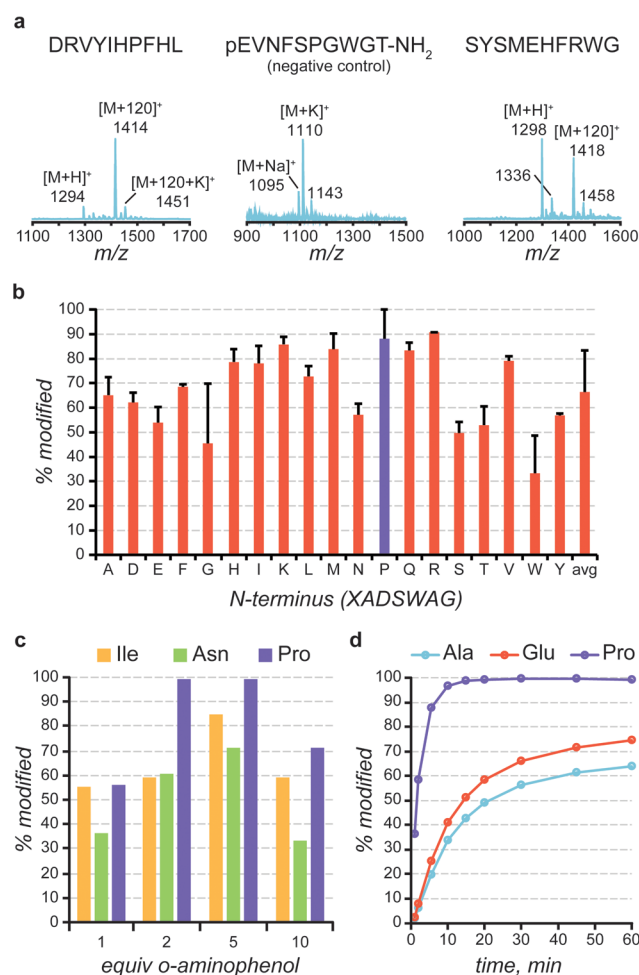 a
DRVYIHPFHL
pEVNFSPGWGT-NH2
SYSMEHFRWG
(negative control)
[M+120]+
1414
[M+H]+
1294
[M+120+K]+
1451
1100 1300 1500 1700
m/z
[M+K]+
1110
[M+Na]+
1095
1143
900 1100 1300 1500
m/z
[M+H]+
1298
[M+120]+
1418
1336
1458
1000 1200 1400 1600
m/z
b
% modified
100
90
80
70
60
50
40
30
20
10
0
A D E F G H I K L M N P Q R S T V W Y avg
N-terminus (XADSWAG)
c
Ile Asn Pro
% modified
100
90
80
70
60
50
40
30
20
10
0
1 2 5 10
equiv o-aminophenol
d
Ala Glu Pro
% modified
100
90
80
70
60
50
40
30
20
10
0
0 10 20 30 40 50 60
time, min